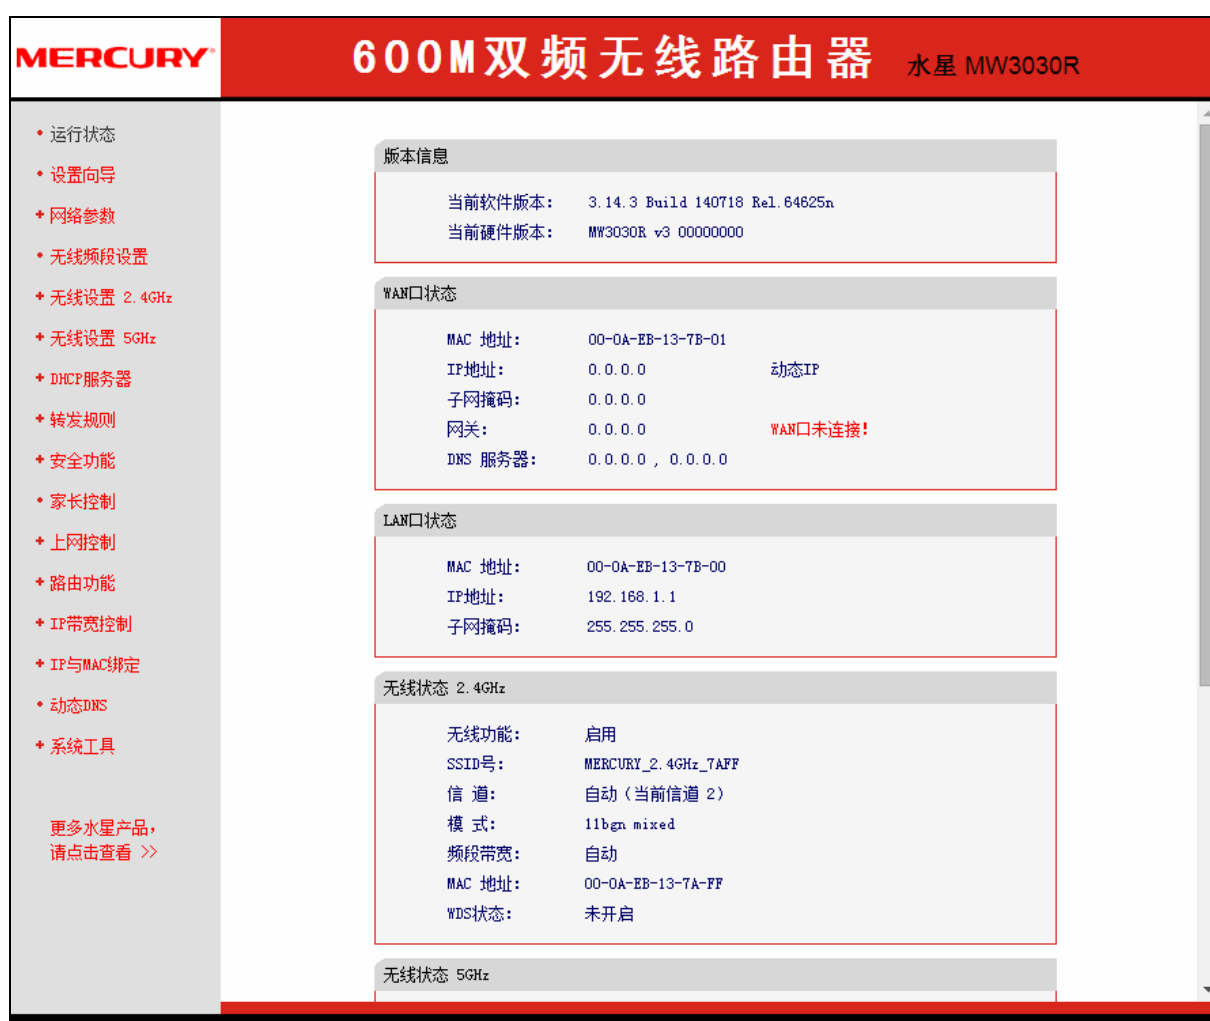 MERCURY
600M双频无线路由器 水星 MW3030R
运行状态
设置向导
网络参数
无线频段设置
无线设置 2.4GHz
无线设置 5GHz
DHCP服务器
转发规则
安全功能
家长控制
上网控制
路由功能
IP带宽控制
IP与MAC绑定
动态DNS
系统工具
更多水星产品，
请点击查看 >>
版本信息
当前软件版本： 3.14.3 Build 140718 Rel.64625n
当前硬件版本： MW3030R v3 00000000
WAN口状态
MAC 地址： 00-0A-EB-13-7B-01
IP地址： 0.0.0.0 动态IP
子网掩码： 0.0.0.0
网关： 0.0.0.0 WAN口未连接!
DNS 服务器： 0.0.0.0 , 0.0.0.0
LAN口状态
MAC 地址： 00-0A-EB-13-7B-00
IP地址： 192.168.1.1
子网掩码： 255.255.255.0
无线状态 2.4GHz
无线功能： 启用
SSID号： MERCURY_2.4GHz_7AFF
信 道： 自动（当前信道 2）
模 式： 11bgn mixed
频段带宽： 自动
MAC 地址： 00-0A-EB-13-7A-FF
WDS状态： 未开启
无线状态 5GHz